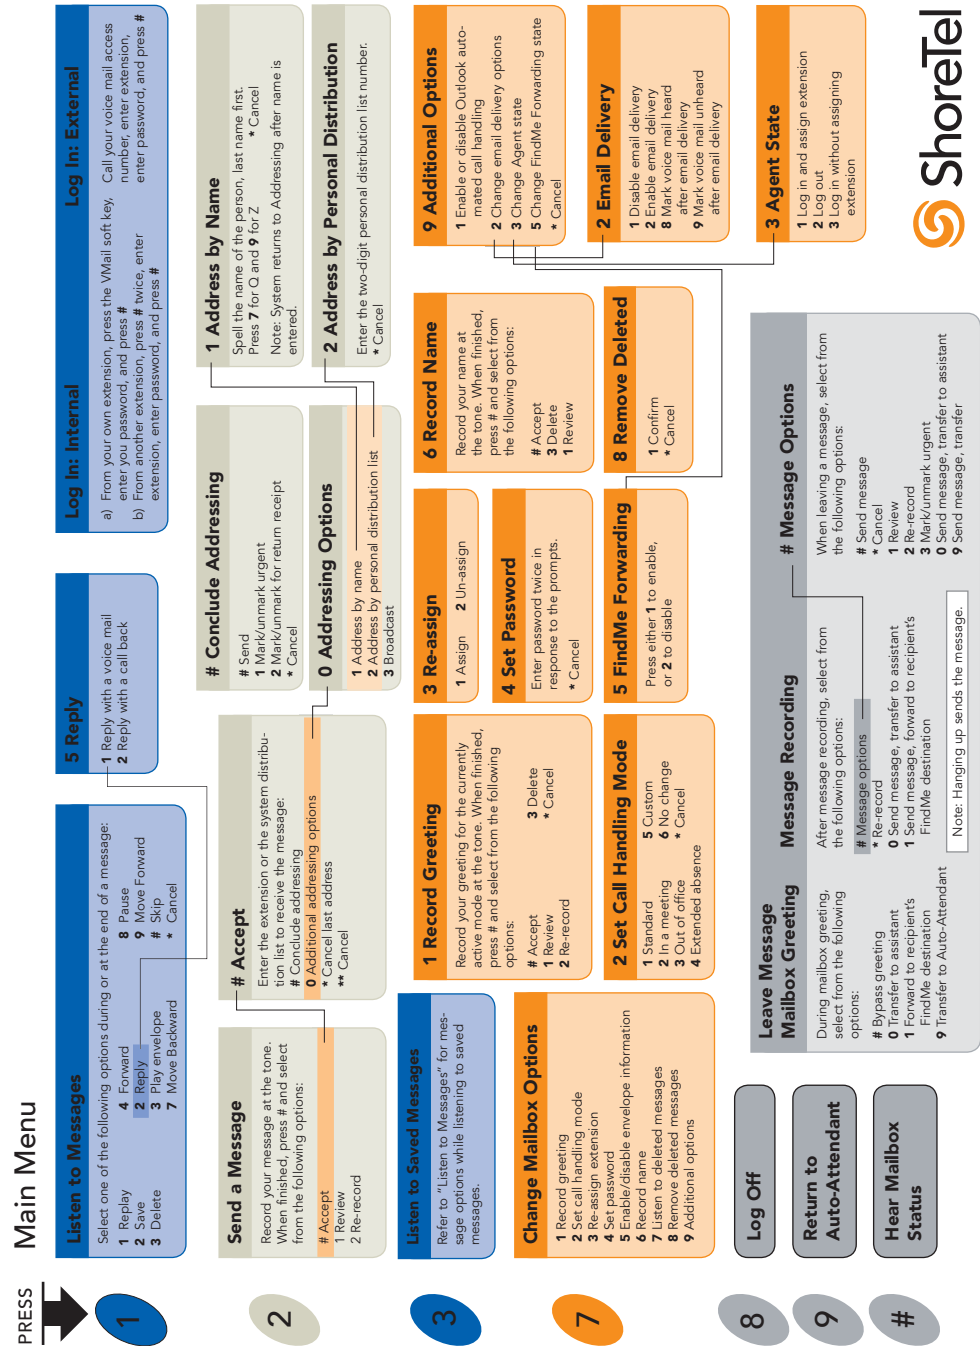 PRESS
Main Menu
1
Listen to Messages
Select one of the following options during or at the end of a message:
1 Replay
2 Save
3 Delete
4 Forward
2 Reply
3 Play envelope
7 Move Backward
8 Pause
9 Move Forward
# Skip
* Cancel
5 Reply
1 Reply with a voice mail
2 Reply with a call back
Log In: Internal
a) From your own extension, press the VMail soft key,
enter you password, and press #
b) From another extension, press # twice, enter
extension, enter password, and press #
Log In: External
Call your voice mail access
number, enter extension,
enter password, and press #
2
Send a Message
Record your message at the tone.
When finished, press # and select
from the following options:
# Accept
1 Review
2 Re-record
# Accept
Enter the extension or the system distribu-
tion list to receive the message:
# Conclude addressing
0 Additional addressing options
* Cancel last address
** Cancel
# Conclude Addressing
# Send
1 Mark/unmark urgent
2 Mark/unmark for return receipt
* Cancel
0 Addressing Options
1 Address by name
2 Address by personal distribution list
3 Broadcast
1 Address by Name
Spell the name of the person, last name first.
Press 7 for Q and 9 for Z * Cancel
Note: System returns to Addressing after name is
entered.
2 Address by Personal Distribution
Enter the two-digit personal distribution list number.
* Cancel
3
Listen to Saved Messages
Refer to “Listen to Messages” for mes-
sage options while listening to saved
messages.
7
Change Mailbox Options
1 Record greeting
2 Set call handling mode
3 Re-assign extension
4 Set password
5 Enable/disable envelope information
6 Record name
7 Listen to deleted messages
8 Remove deleted messages
9 Additional options
1 Record Greeting
Record your greeting for the currently
active mode at the tone. When finished,
press # and select from the following
options:
# Accept
1 Review
2 Re-record
3 Delete
* Cancel
2 Set Call Handling Mode
1 Standard
2 In a meeting
3 Out of office
4 Extended absence
5 Custom
6 No change
* Cancel
3 Re-assign
1 Assign 2 Un-assign
4 Set Password
Enter password twice in
response to the prompts.
* Cancel
5 FindMe Forwarding
Press either 1 to enable,
or 2 to disable
6 Record Name
Record your name at
the tone. When finished,
press # and select from
the following options:
# Accept
3 Delete
1 Review
8 Remove Deleted
1 Confirm
* Cancel
9 Additional Options
1 Enable or disable Outlook auto-
mated call handling
2 Change email delivery options
3 Change Agent state
5 Change FindMe Forwarding state
* Cancel
2 Email Delivery
1 Disable email delivery
2 Enable email delivery
8 Mark voice mail heard
after email delivery
9 Mark voice mail unheard
after email delivery
3 Agent State
1 Log in and assign extension
2 Log out
3 Log in without assigning
extension
8
Log Off
9
Return to
Auto-Attendant
#
Hear Mailbox
Status
Leave Message
Mailbox Greeting
During mailbox greeting,
select from the following
options:
# Bypass greeting
0 Transfer to assistant
1 Forward to recipient’s
FindMe destination
9 Transfer to Auto-Attendant
Message Recording
After message recording, select from
the following options:
# Message options
* Re-record
0 Send message, transfer to assistant
1 Send message, forward to recipient’s
FindMe destination
Note: Hanging up sends the message.
# Message Options
When leaving a message, select from
the following options:
# Send message
* Cancel
1 Review
2 Re-record
3 Mark/unmark urgent
0 Send message, transfer to assistant
9 Send message, transfer
ShoreTel